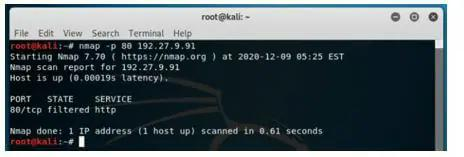 root@kali: ~
File Edit View Search Terminal Help
root@kali:~# nmap -p 80 192.27.9.91
Starting Nmap 7.70 ( https://nmap.org ) at 2020-12-09 05:25 EST
Nmap scan report for 192.27.9.91
Host is up (0.00019s latency).
PORT STATE SERVICE
80/tcp filtered http
Nmap done: 1 IP address (1 host up) scanned in 0.61 seconds
root@kali:~#